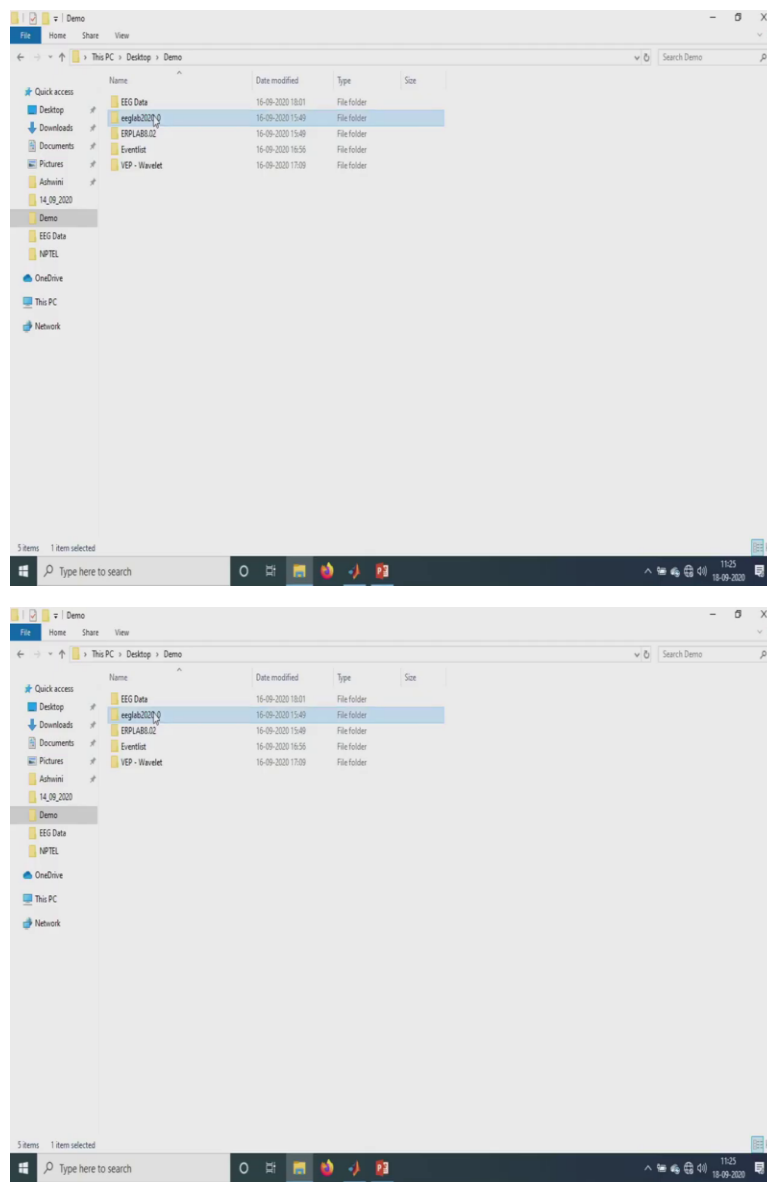 Demo
File Home Share View
This PC > Desktop > Demo Search Demo
Name Date modified Type Size
Quick access
EEG Data 16-09-2020 18:01 File folder
Desktop eeglab2020.0 16-09-2020 15:49 File folder
Downloads ERPLAB8.02 16-09-2020 15:49 File folder
Documents Eventlist 16-09-2020 16:56 File folder
Pictures VEP - Wavelet 16-09-2020 17:09 File folder
Ashwini
14_09_2020
Demo
EEG Data
NPTEL
OneDrive
This PC
Network
5 items 1 item selected
Type here to search 11:25
18-09-2020
Demo
File Home Share View
This PC > Desktop > Demo Search Demo
Name Date modified Type Size
Quick access
EEG Data 16-09-2020 18:01 File folder
Desktop eeglab2020.0 16-09-2020 15:49 File folder
Downloads ERPLAB8.02 16-09-2020 15:49 File folder
Documents Eventlist 16-09-2020 16:56 File folder
Pictures VEP - Wavelet 16-09-2020 17:09 File folder
Ashwini
14_09_2020
Demo
EEG Data
NPTEL
OneDrive
This PC
Network
5 items 1 item selected
Type here to search 11:25
18-09-2020